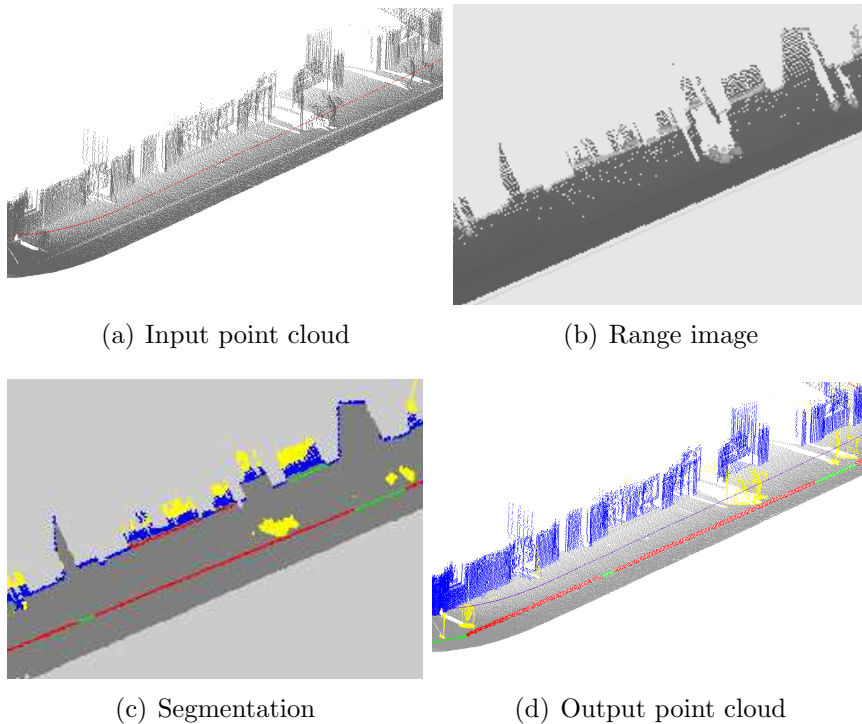 (a) Input point cloud
(b) Range image
(c) Segmentation
(d) Output point cloud